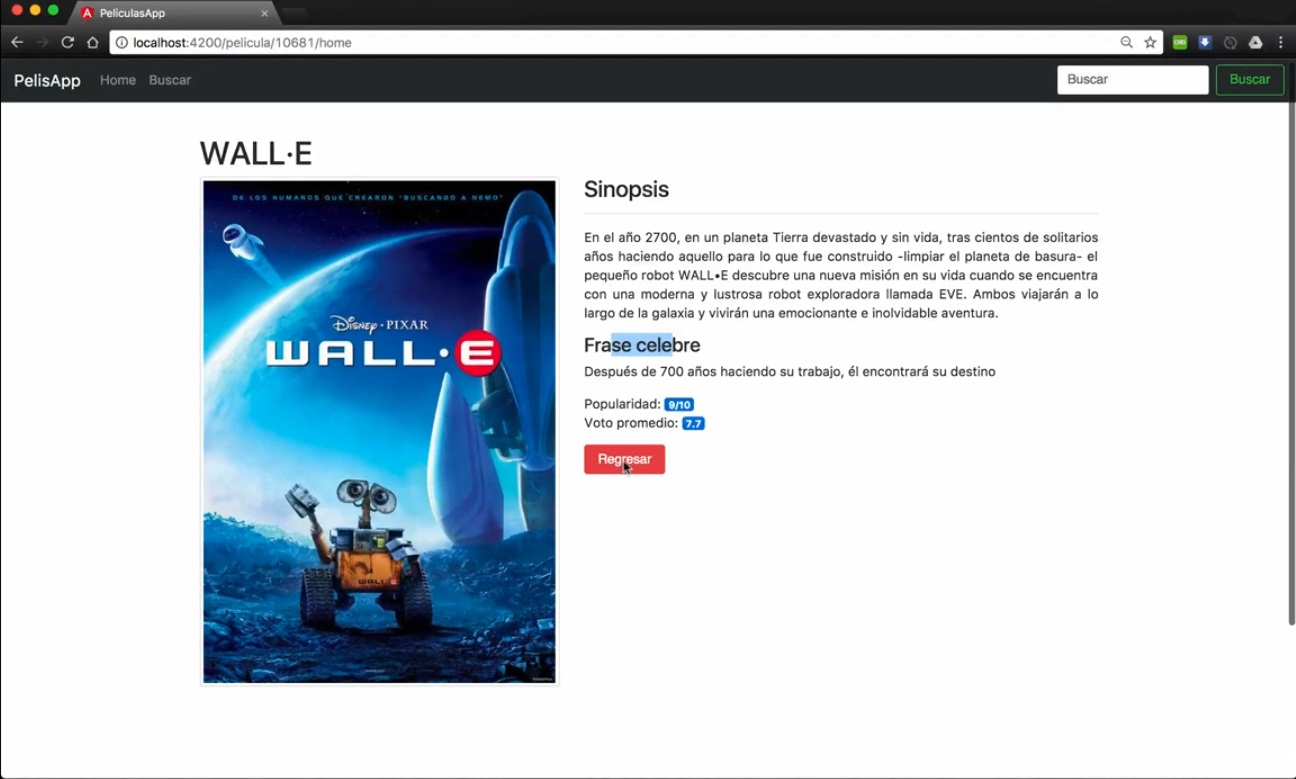 PeliculasApp
localhost:4200/pelicula/10681/home
PelisApp Home Buscar Buscar Buscar
WALL·E
DE LOS HUMANOS QUE CREARON "BUSCANDO A NEMO"
Disney·PIXAR
WALL·E
WALL·E
Sinopsis
En el año 2700, en un planeta Tierra devastado y sin vida, tras cientos de solitarios
años haciendo aquello para lo que fue construido -limpiar el planeta de basura- el
pequeño robot WALL•E descubre una nueva misión en su vida cuando se encuentra
con una moderna y lustrosa robot exploradora llamada EVE. Ambos viajarán a lo
largo de la galaxia y vivirán una emocionante e inolvidable aventura.
Frase celebre
Después de 700 años haciendo su trabajo, él encontrará su destino
Popularidad: 9/10
Voto promedio: 7.7
Regresar